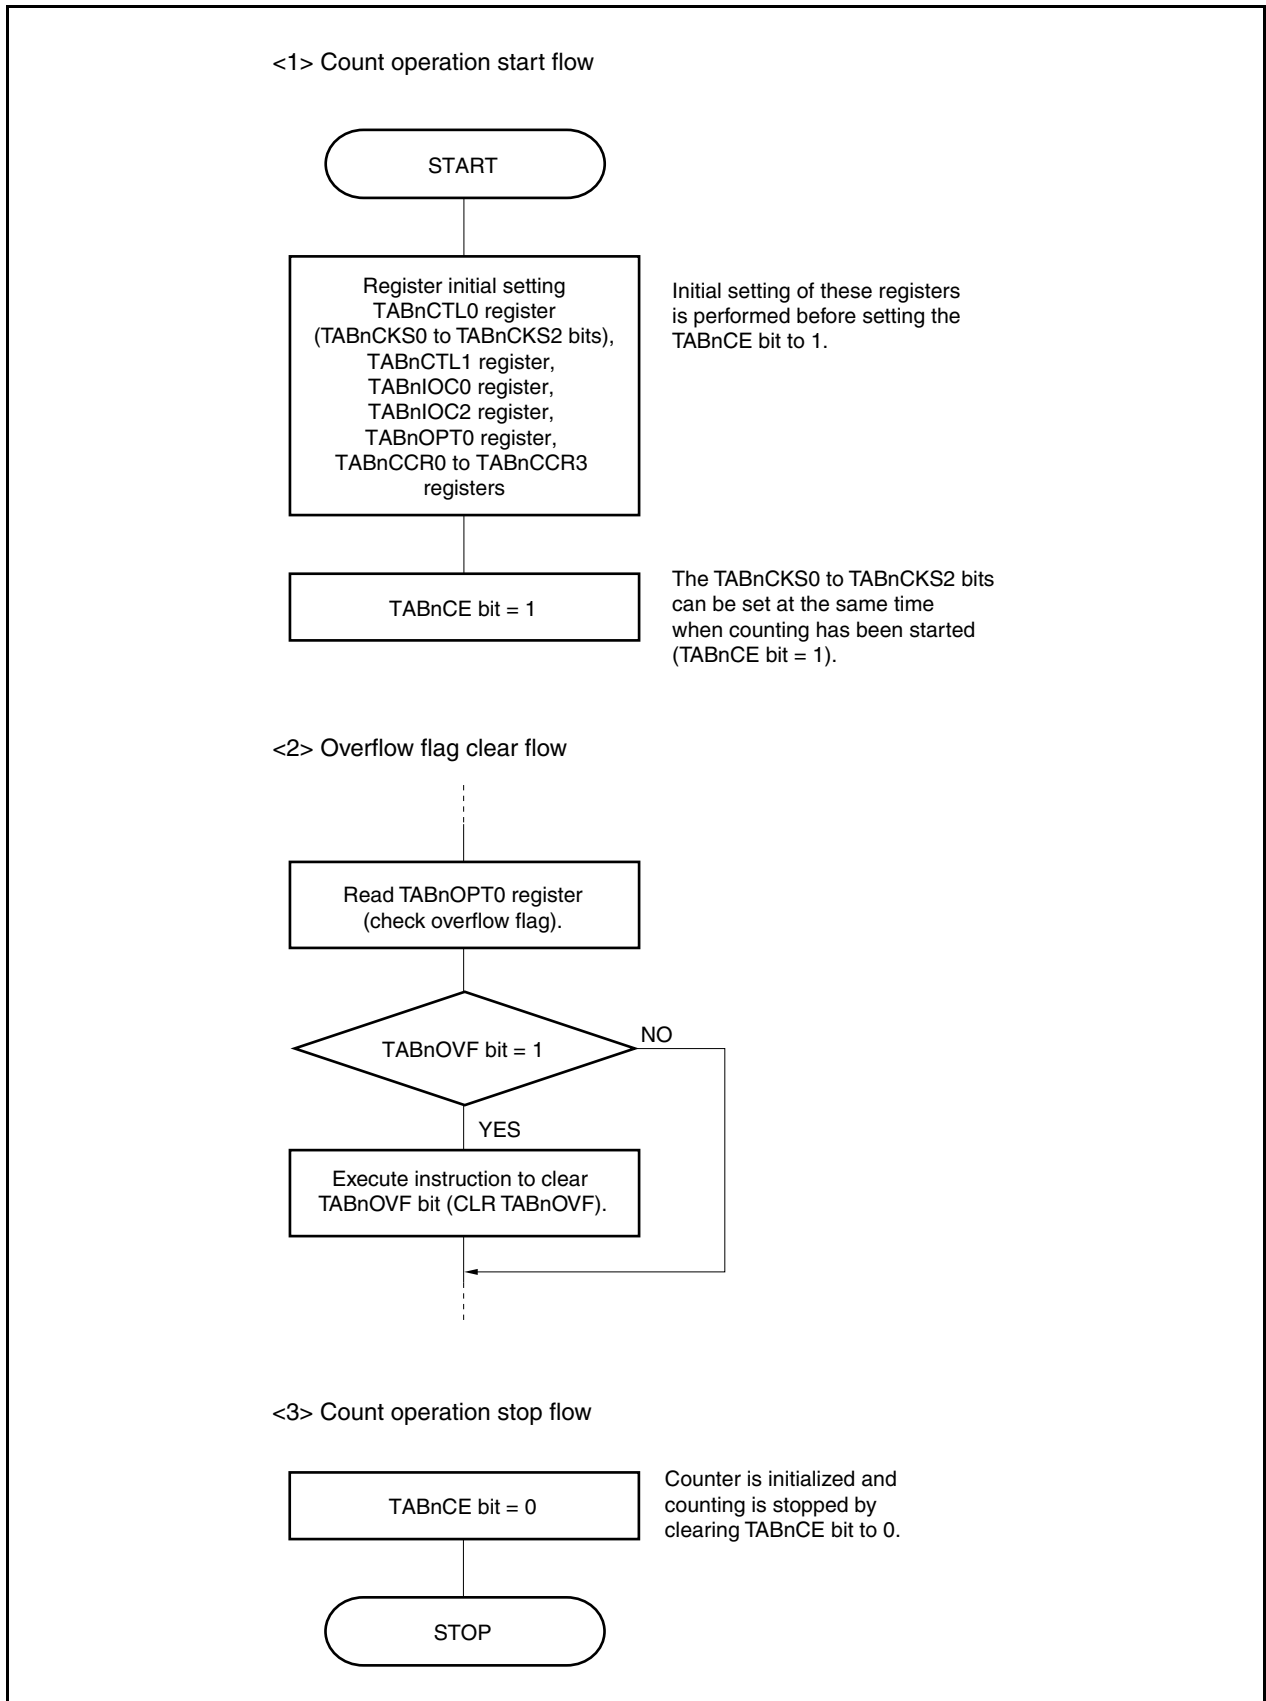 <1> Count operation start flow
START
Register initial setting
TABnCTL0 register
(TABnCKS0 to TABnCKS2 bits),
TABnCTL1 register,
TABnIOC0 register,
TABnIOC2 register,
TABnOPT0 register,
TABnCCR0 to TABnCCR3
registers
Initial setting of these registers
is performed before setting the
TABnCE bit to 1.
TABnCE bit = 1
The TABnCKS0 to TABnCKS2 bits
can be set at the same time
when counting has been started
(TABnCE bit = 1).
<2> Overflow flag clear flow
Read TABnOPT0 register
(check overflow flag).
TABnOVF bit = 1
NO
YES
Execute instruction to clear
TABnOVF bit (CLR TABnOVF).
<3> Count operation stop flow
TABnCE bit = 0
Counter is initialized and
counting is stopped by
clearing TABnCE bit to 0.
STOP